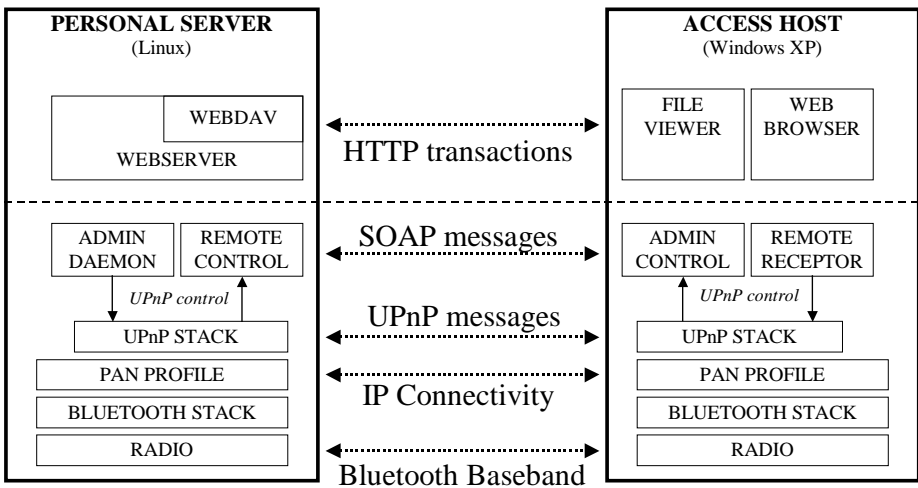 PERSONAL SERVER
(Linux)
WEBDAV
WEBSERVER
ADMIN
DAEMON
REMOTE
CONTROL
UPnP control
UPnP STACK
PAN PROFILE
BLUETOOTH STACK
RADIO
HTTP transactions
SOAP messages
UPnP messages
IP Connectivity
Bluetooth Baseband
ACCESS HOST
(Windows XP)
FILE
VIEWER
WEB
BROWSER
ADMIN
CONTROL
REMOTE
RECEPTOR
UPnP control
UPnP STACK
PAN PROFILE
BLUETOOTH STACK
RADIO